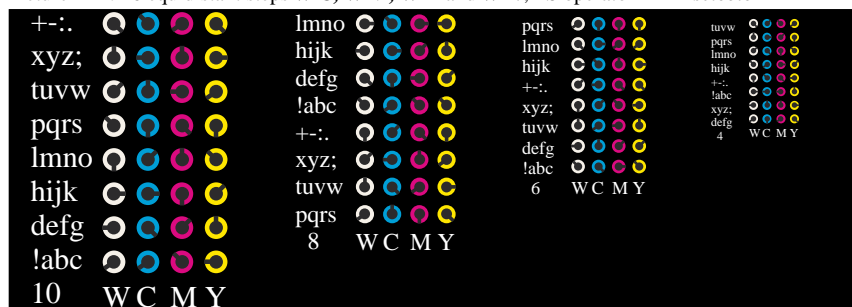 +-:.
xyz;
tuvw
pqrs
lmno
hijk
defg
!abc
10 W C M Y
lmno
hijk
defg
!abc
+-:.
xyz;
tuvw
pqrs
8 W C M Y
pqrs
lmno
hijk
+-:.
xyz;
tuvw
defg
!abc
6 W C M Y
tuvw
pqrs
lmno
hijk
+-:.
!abc
xyz;
defg
4 W C M Y